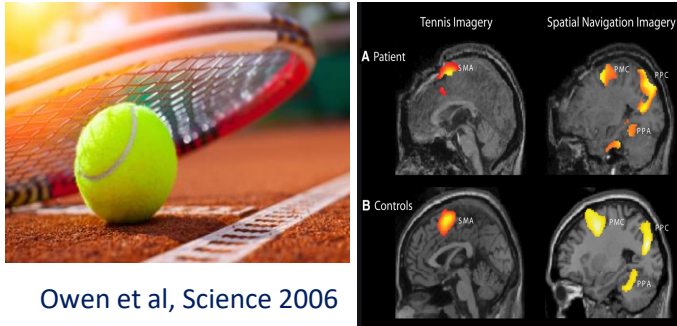 Tennis Imagery Spatial Navigation Imagery
A Patient
SMA
PMC
PPC
PPA
B Controls
SMA
PMC
PPC
PPA
Owen et al, Science 2006